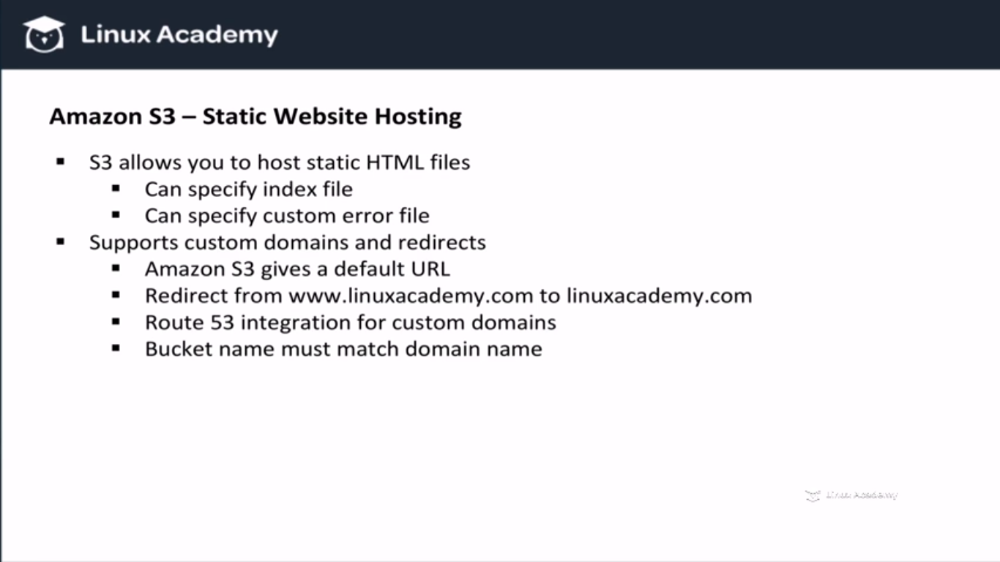 Linux Academy
Amazon S3 – Static Website Hosting
▪ S3 allows you to host static HTML files
▪ Can specify index file
▪ Can specify custom error file
▪ Supports custom domains and redirects
▪ Amazon S3 gives a default URL
▪ Redirect from www.linuxacademy.com to linuxacademy.com
▪ Route 53 integration for custom domains
▪ Bucket name must match domain name
Linux Academy